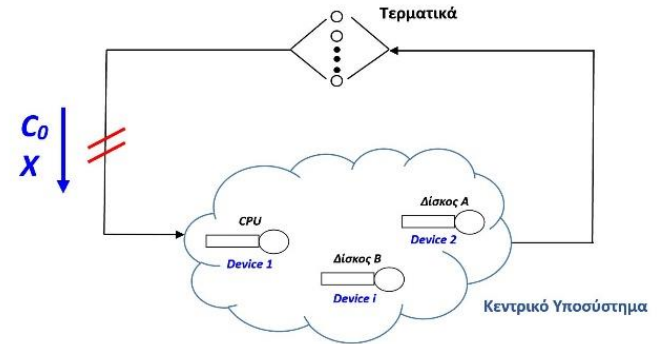 Τερματικά
C0
X
Δίσκος Α
CPU
Device 2
Device 1
Δίσκος Β
Device i
Κεντρικό Υποσύστημα